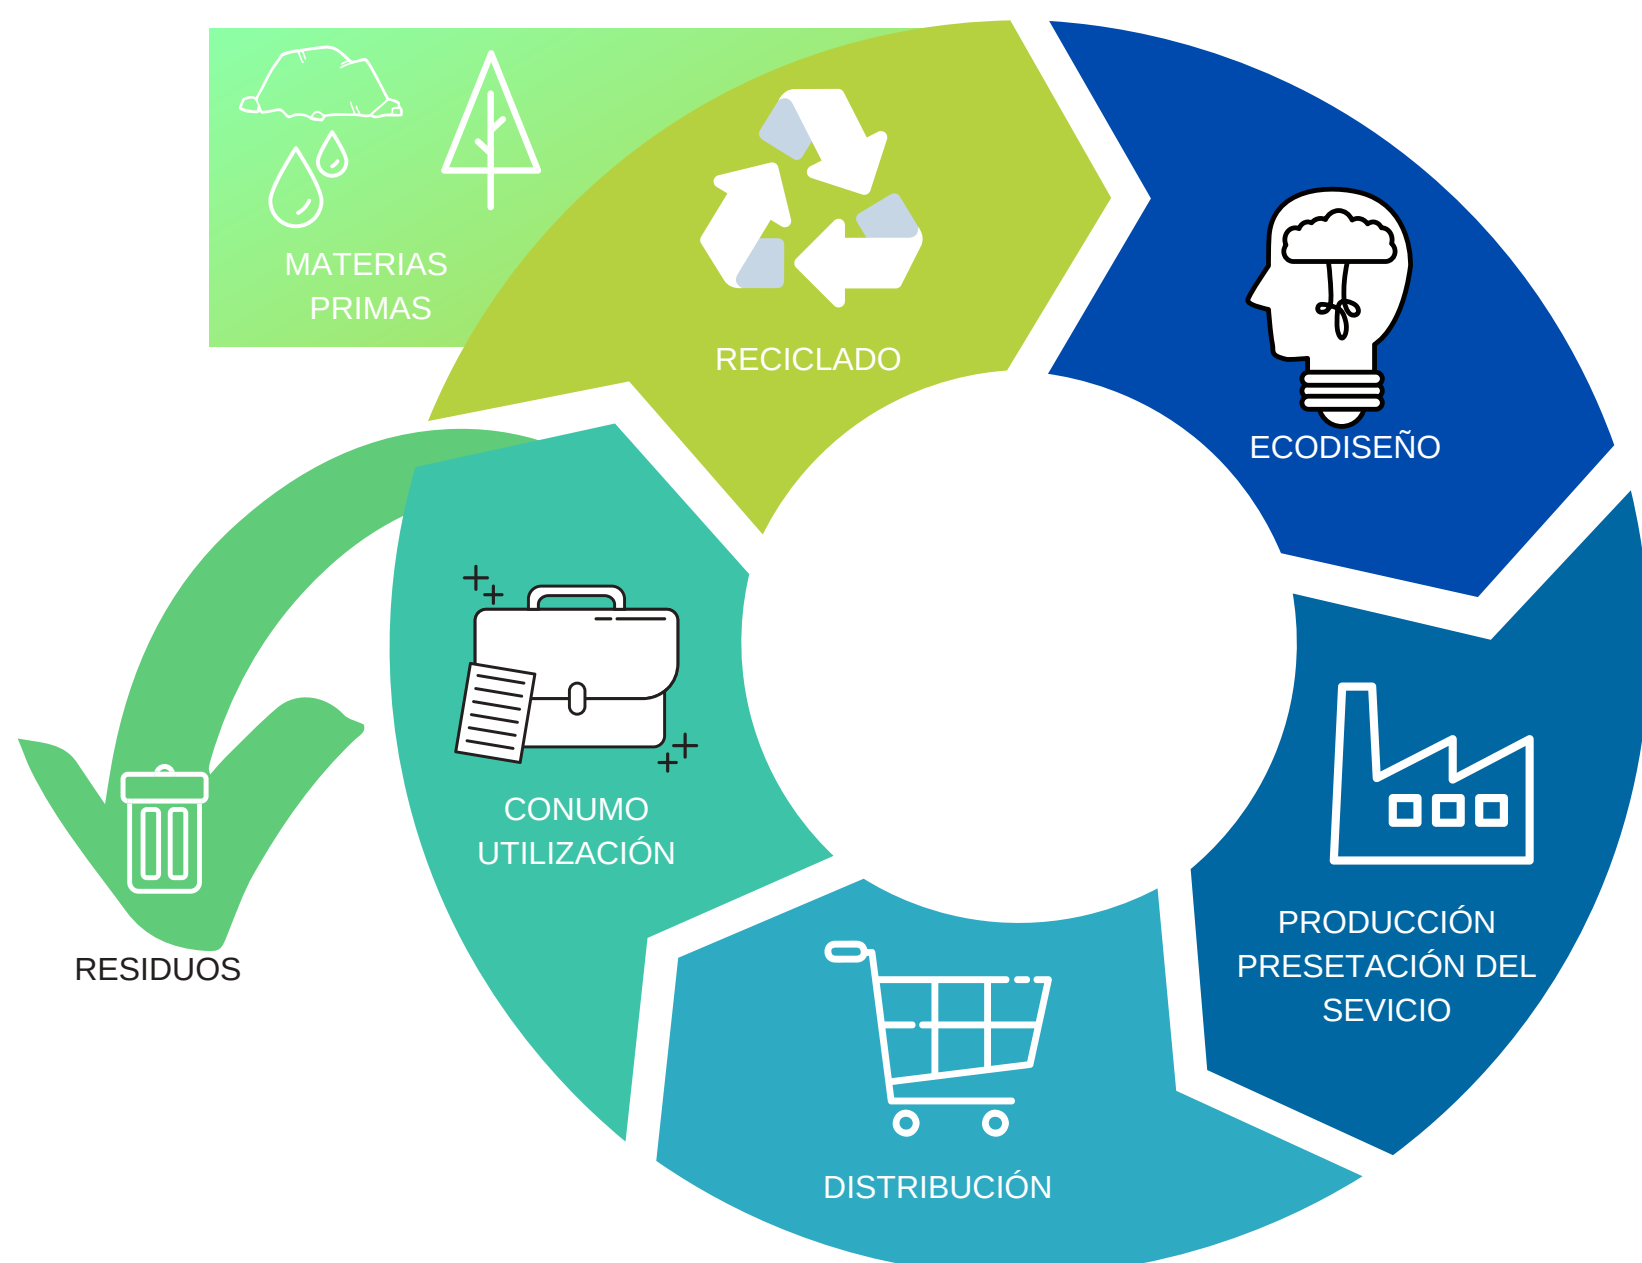 MATERIAS
PRIMAS
RECICLADO
ECODISEÑO
PRODUCCIÓN
PRESETACIÓN DEL
SEVICIO
DISTRIBUCIÓN
CONUMO
UTILIZACIÓN
RESIDUOS